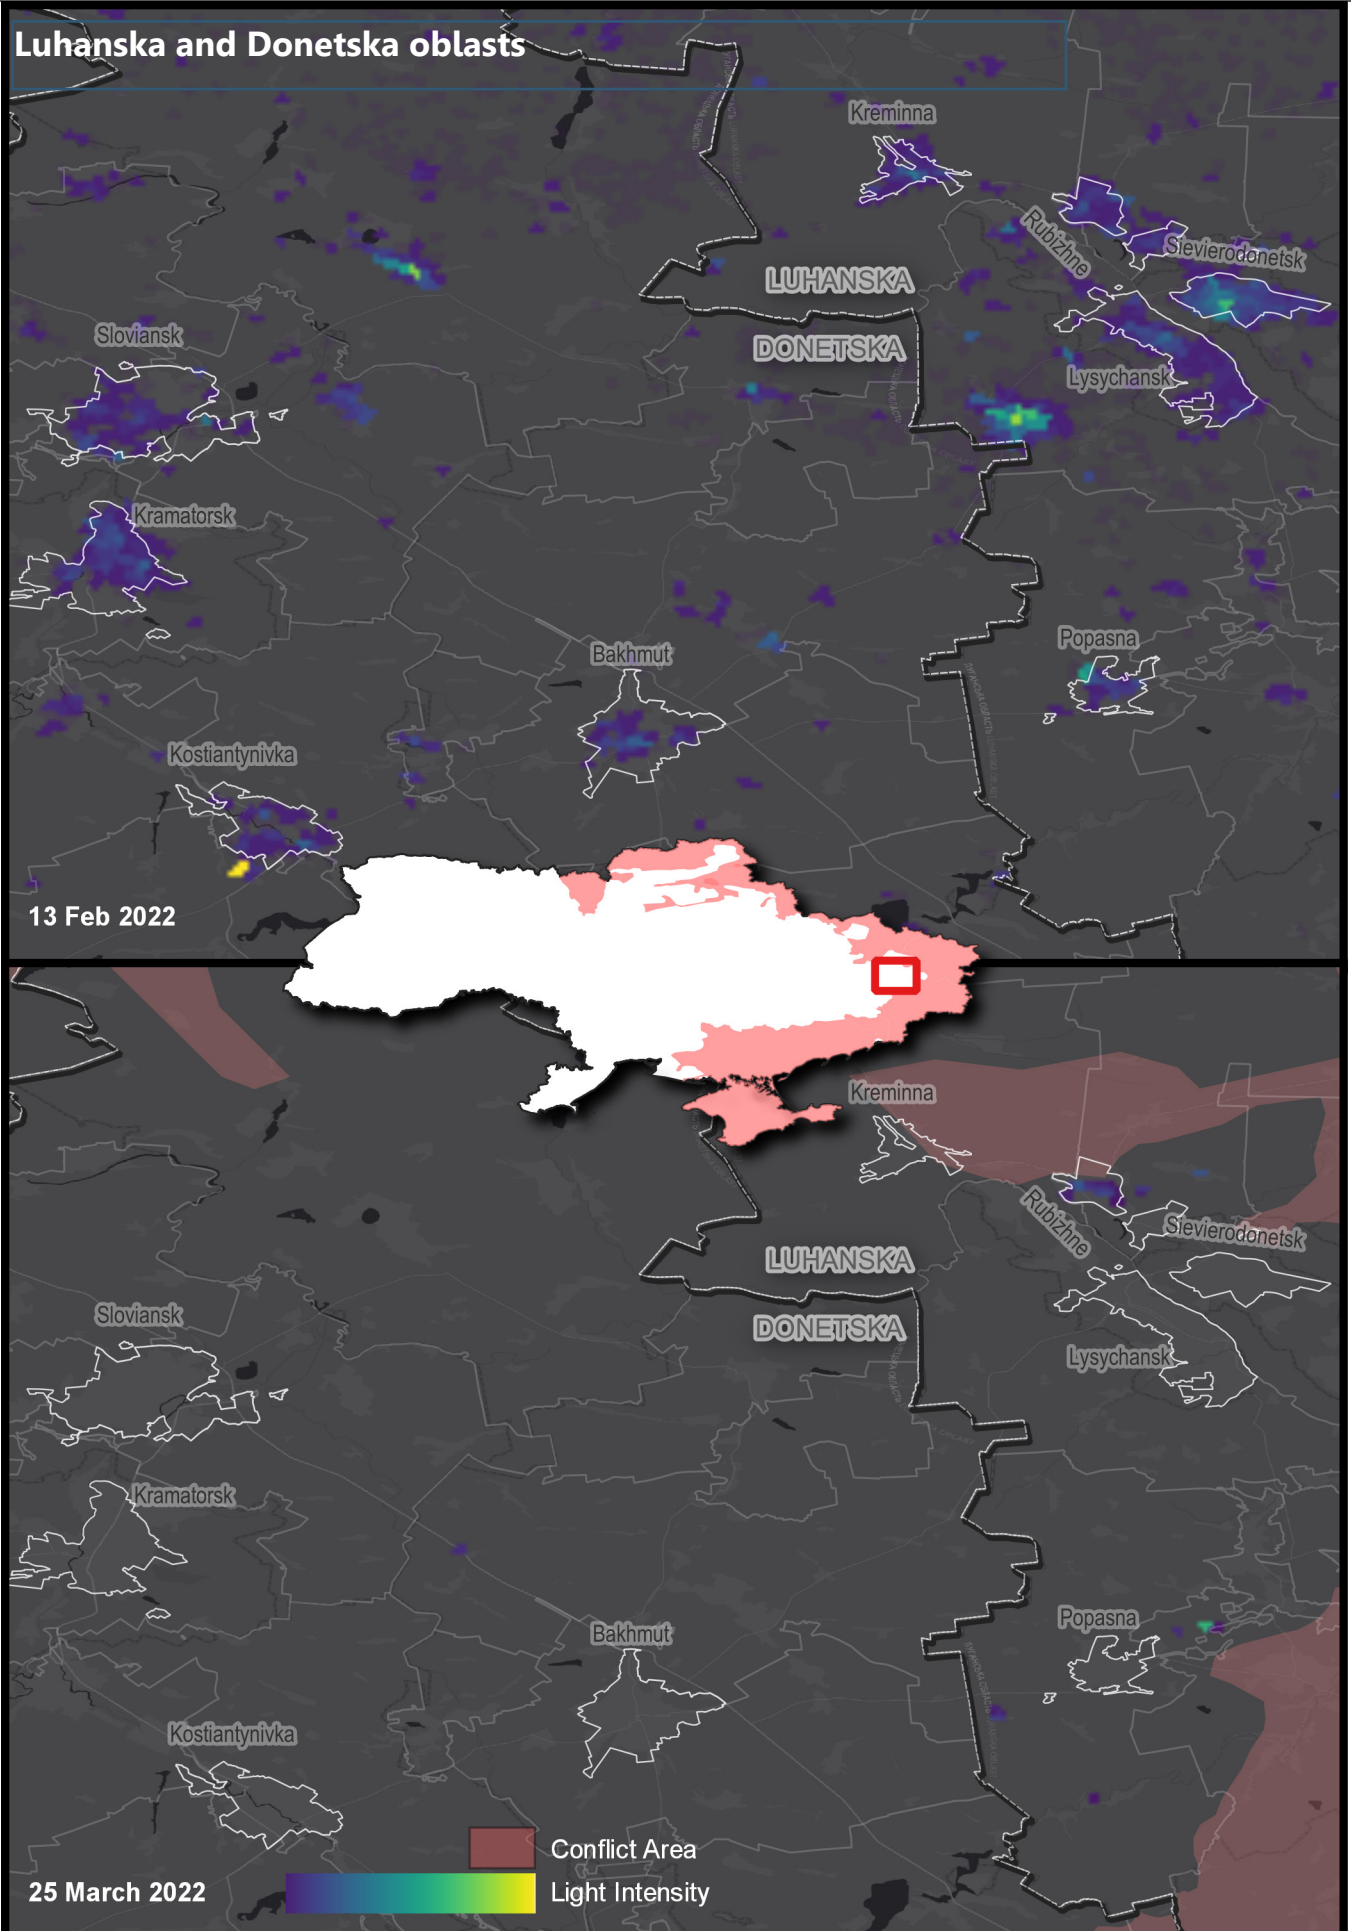 Luhanska and Donetska oblasts
Kreminna
Rubizhne
Sievierodonetsk
LUHANSKA
Sloviansk
DONETSKA
Lysychansk
Kramatorsk
Popasna
Bakhmut
Kostiantynivka
13 Feb 2022
Kreminna
Rubizhne
Sievierodonetsk
LUHANSKA
Sloviansk
DONETSKA
Lysychansk
Kramatorsk
Popasna
Bakhmut
Kostiantynivka
Conflict Area
25 March 2022
Light Intensity